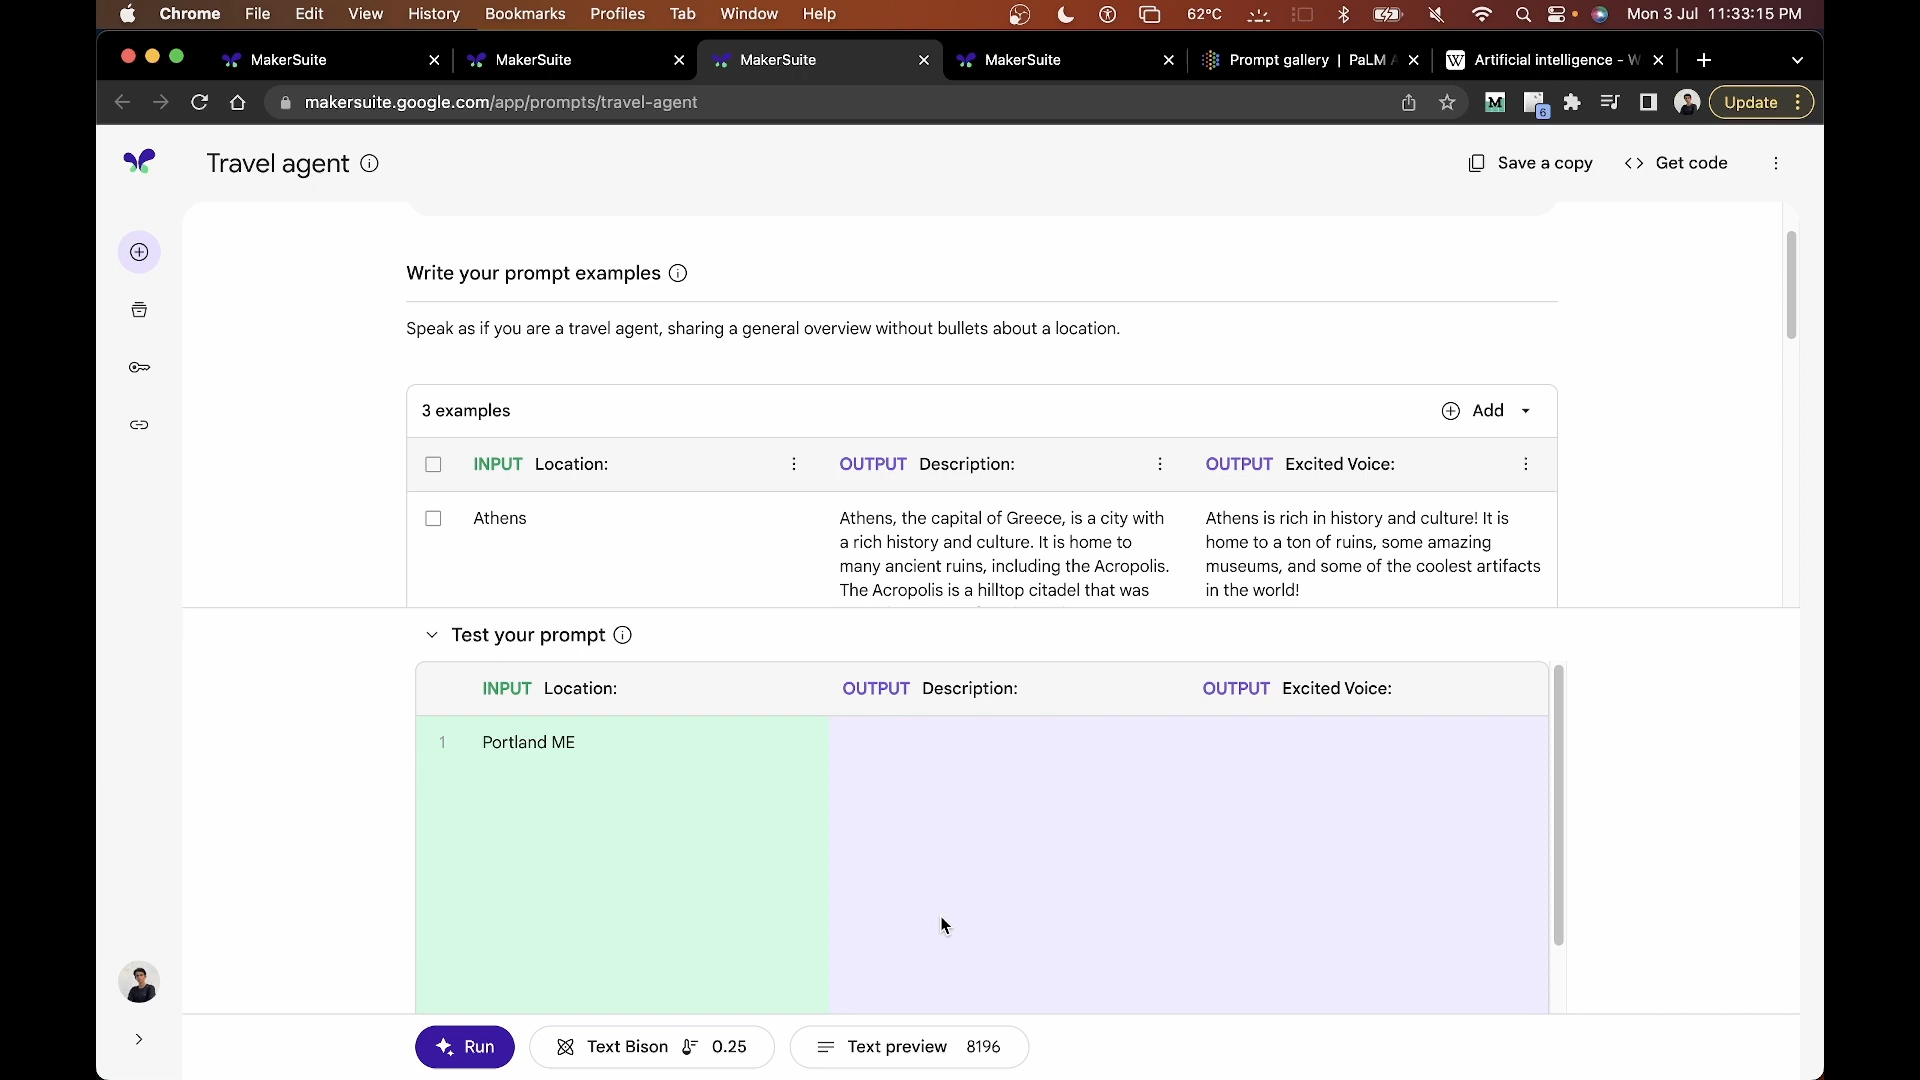 Chrome File Edit View History Bookmarks Profiles Tab Window Help 62°C Mon 3 Jul 11:33:15 PM
MakerSuite MakerSuite MakerSuite MakerSuite Prompt gallery | PaLM Artificial intelligence - W
makersuite.google.com/app/prompts/travel-agent M 6 Update
Travel agent Save a copy Get code
Write your prompt examples
Speak as if you are a travel agent, sharing a general overview without bullets about a location.
3 examples Add
INPUT Location: OUTPUT Description: OUTPUT Excited Voice:
Athens Athens, the capital of Greece, is a city with Athens is rich in history and culture! It is
a rich history and culture. It is home to home to a ton of ruins, some amazing
many ancient ruins, including the Acropolis. museums, and some of the coolest artifacts
The Acropolis is a hilltop citadel that was in the world!
Test your prompt
INPUT Location: OUTPUT Description: OUTPUT Excited Voice:
1 Portland ME
Run Text Bison 0.25 Text preview 8196